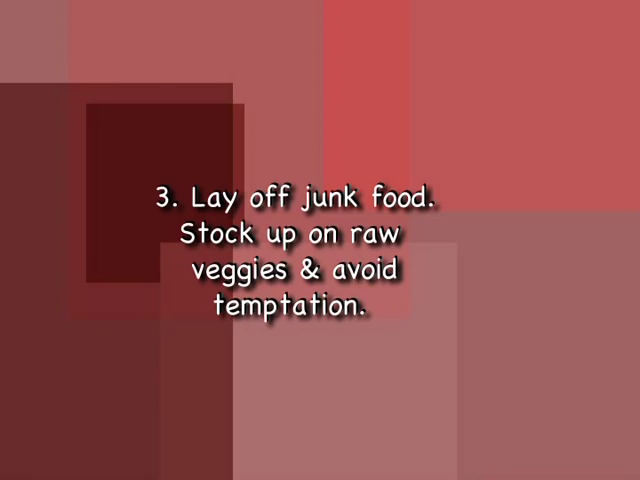 3. Lay off junk food.
Stock up on raw
veggies & avoid
temptation.